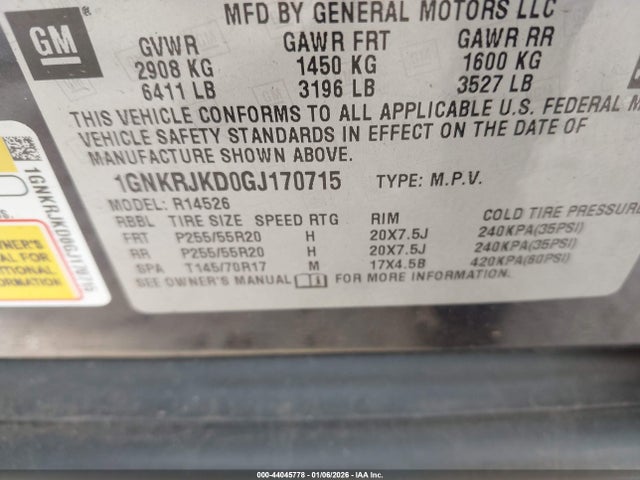 GM
MFD BY GENERAL MOTORS LLC
GVWR GAWR FRT GAWR RR
2908 KG 1450 KG 1600 KG
6411 LB 3196 LB 3527 LB
THIS VEHICLE CONFORMS TO ALL APPLICABLE U.S. FEDERAL M
VEHICLE SAFETY STANDARDS IN EFFECT ON THE DATE OF
MANUFACTURE SHOWN ABOVE.
1GNKRJKD0GJ170715 TYPE: M.P.V.
MODEL: R14526
RBBL TIRE SIZE SPEED RTG RIM COLD TIRE PRESSURE
FRT P255/55R20 H 20X7.5J 240KPA(35PSI)
RR P255/55R20 H 20X7.5J 240KPA(35PSI)
SPA T145/70R17 M 17X4.5B 420KPA(60PSI)
SEE OWNER'S MANUAL FOR MORE INFORMATION
1GNKRJKD0GJ170715
OWNER'S
000-44045778 - 01/06/2026 - IAA Inc.